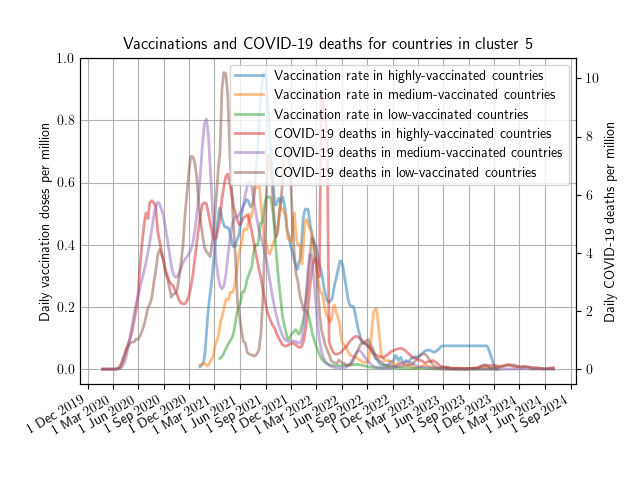 Vaccinations and COVID-19 deaths for countries in cluster 5
Daily vaccination doses per million
1.0
0.8
0.6
0.4
0.2
0.0
Vaccination rate in highly-vaccinated countries
Vaccination rate in medium-vaccinated countries
Vaccination rate in low-vaccinated countries
COVID-19 deaths in highly-vaccinated countries
COVID-19 deaths in medium-vaccinated countries
COVID-19 deaths in low-vaccinated countries
10
8
6
4
2
0
Daily COVID-19 deaths per million
1 Dec 2019
1 Mar 2020
1 Jun 2020
1 Sep 2020
1 Dec 2020
1 Mar 2021
1 Jun 2021
1 Sep 2021
1 Dec 2021
1 Mar 2022
1 Jun 2022
1 Sep 2022
1 Dec 2022
1 Mar 2023
1 Jun 2023
1 Sep 2023
1 Dec 2023
1 Mar 2024
1 Jun 2024
1 Sep 2024